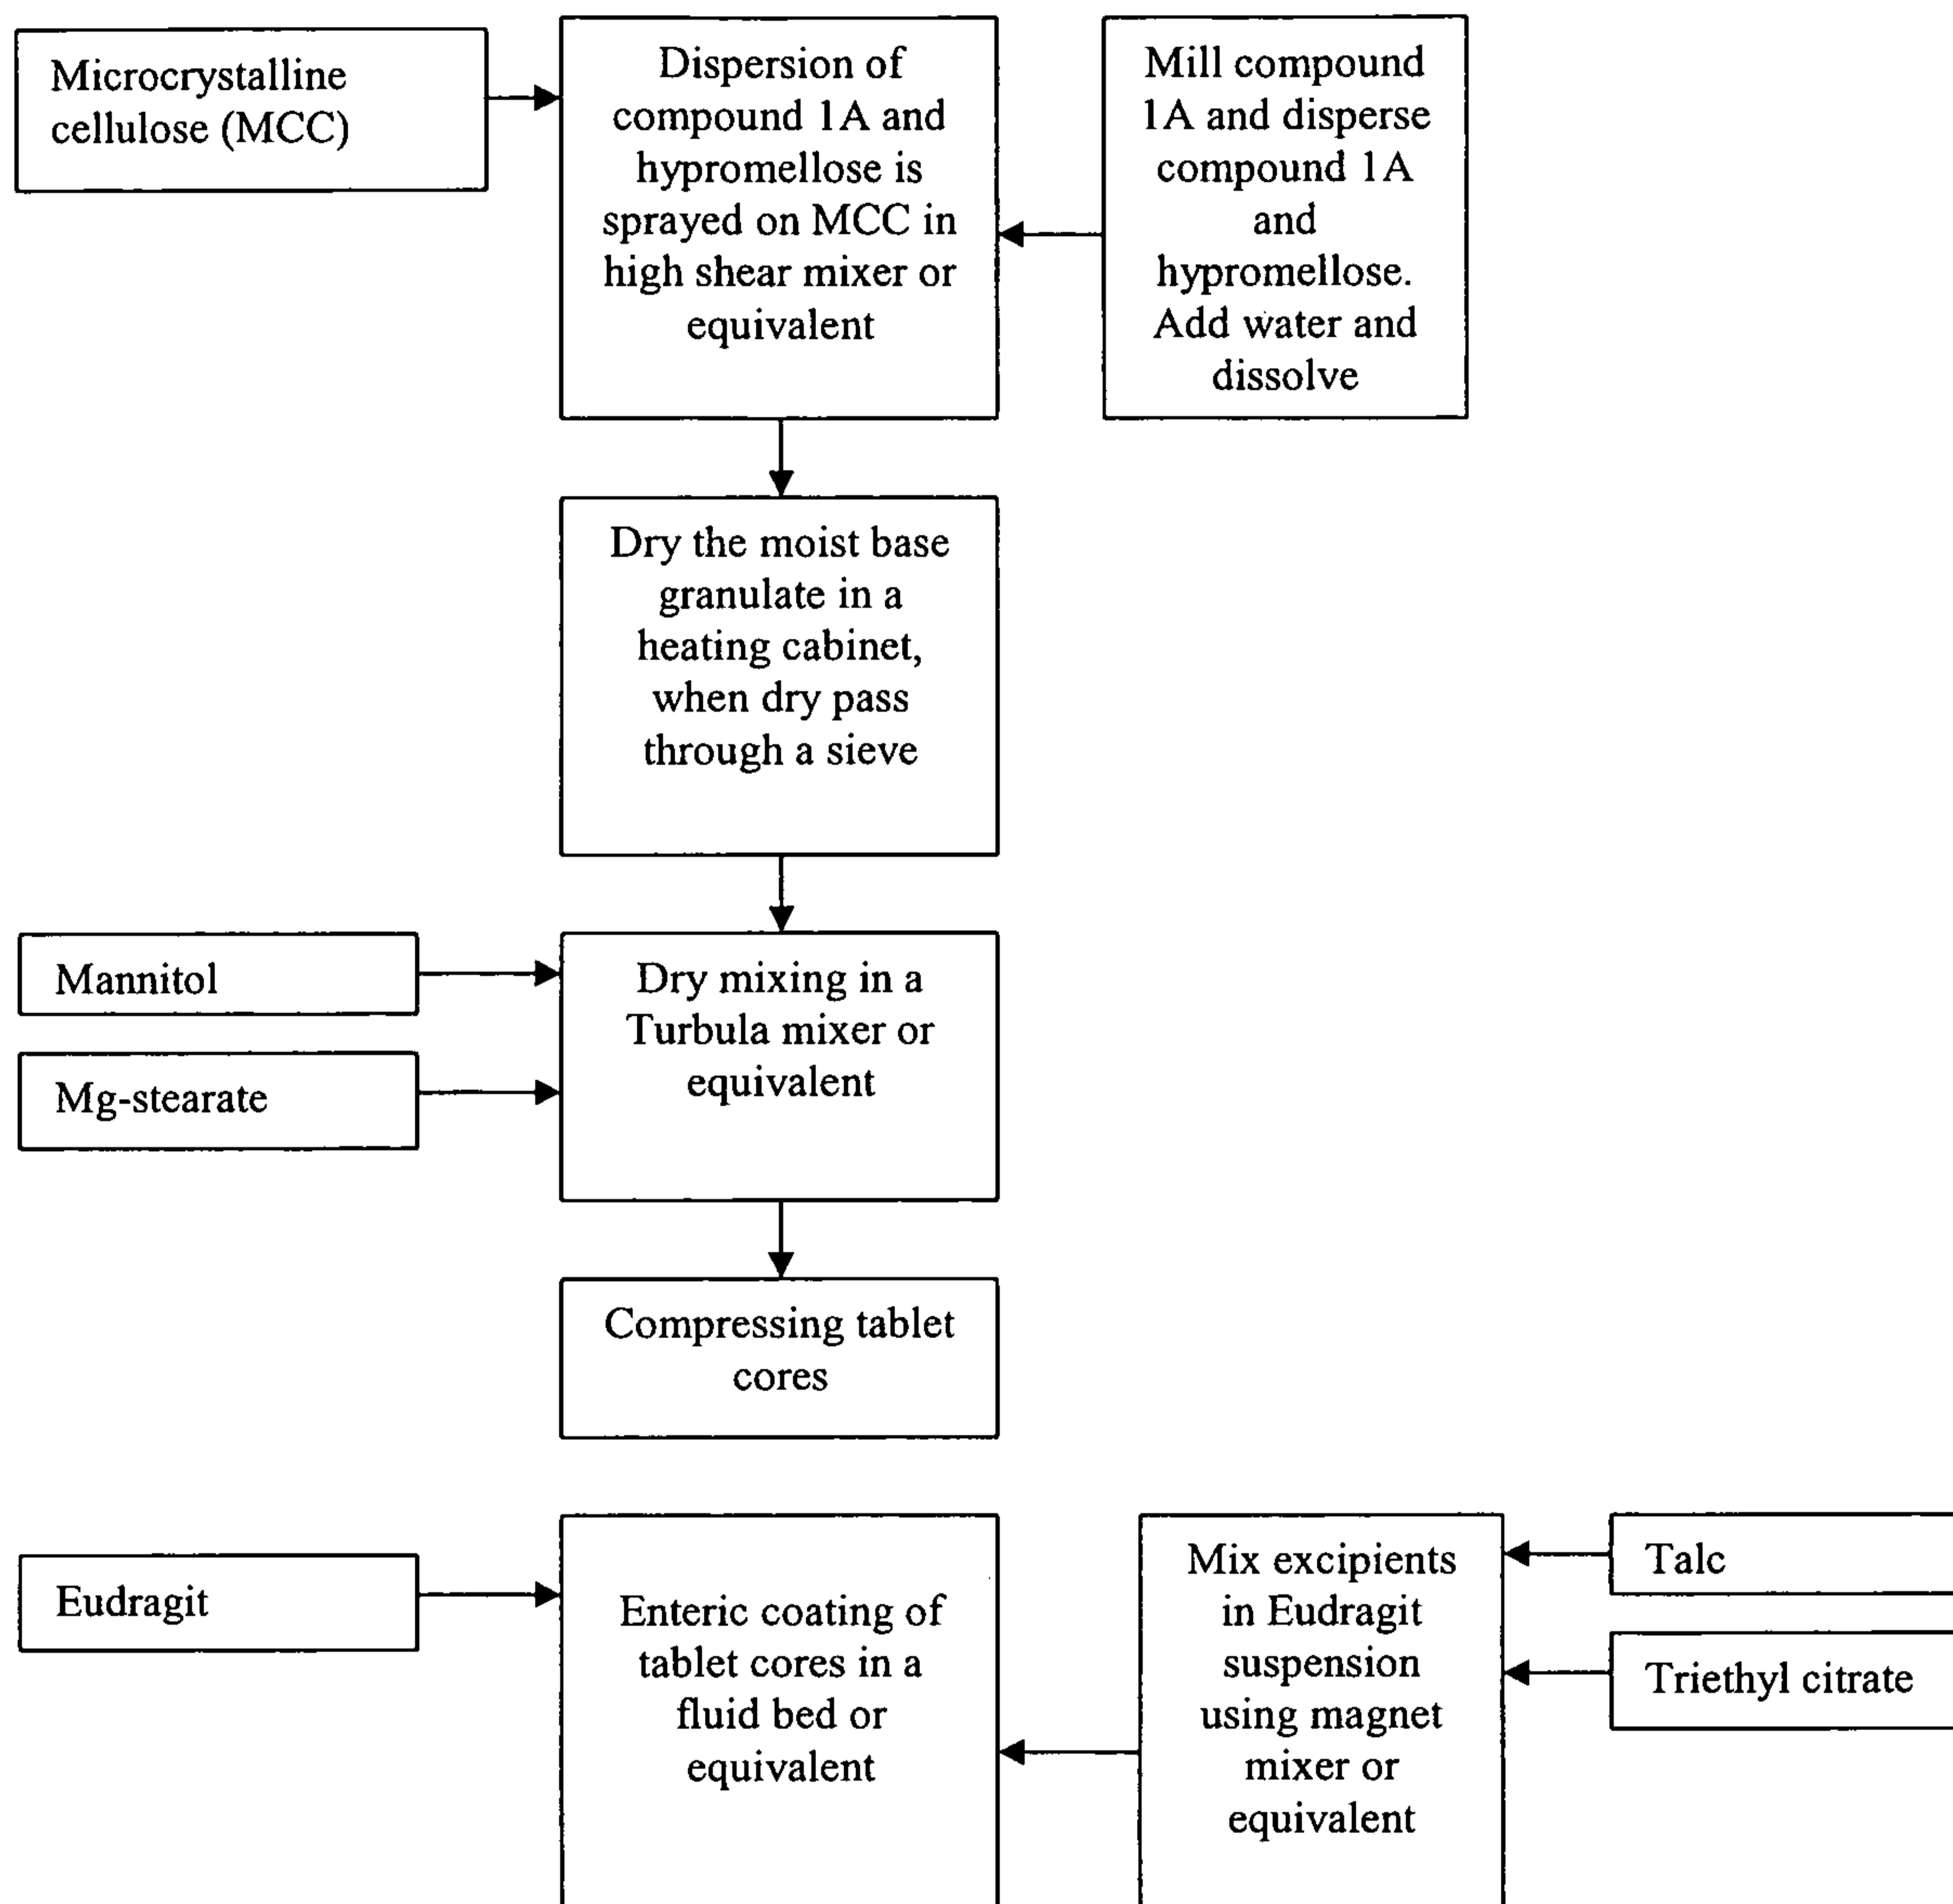 Microcrystalline
cellulose (MCC)
Dispersion of
compound 1A and
hypromellose is
sprayed on MCC in
high shear mixer or
equivalent
Mill compound
1A and disperse
compound 1A
and
hypromellose.
Add water and
dissolve
Dry the moist base
granulate in a
heating cabinet,
when dry pass
through a sieve
Mannitol
Mg-stearate
Dry mixing in a
Turbula mixer or
equivalent
Compressing tablet
cores
Eudragit
Enteric coating of
tablet cores in a
fluid bed or
equivalent
Mix excipients
in Eudragit
suspension
using magnet
mixer or
equivalent
Talc
Triethyl citrate